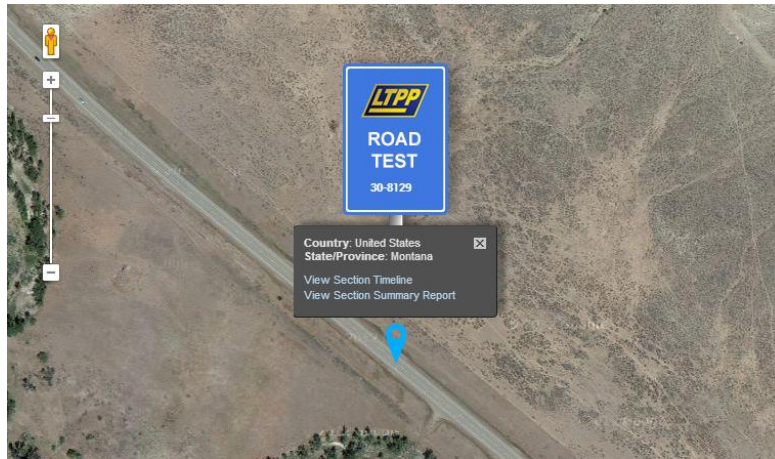 LTPP
ROAD
TEST
30-8129
Country: United States
State/Province: Montana
View Section Timeline
View Section Summary Report